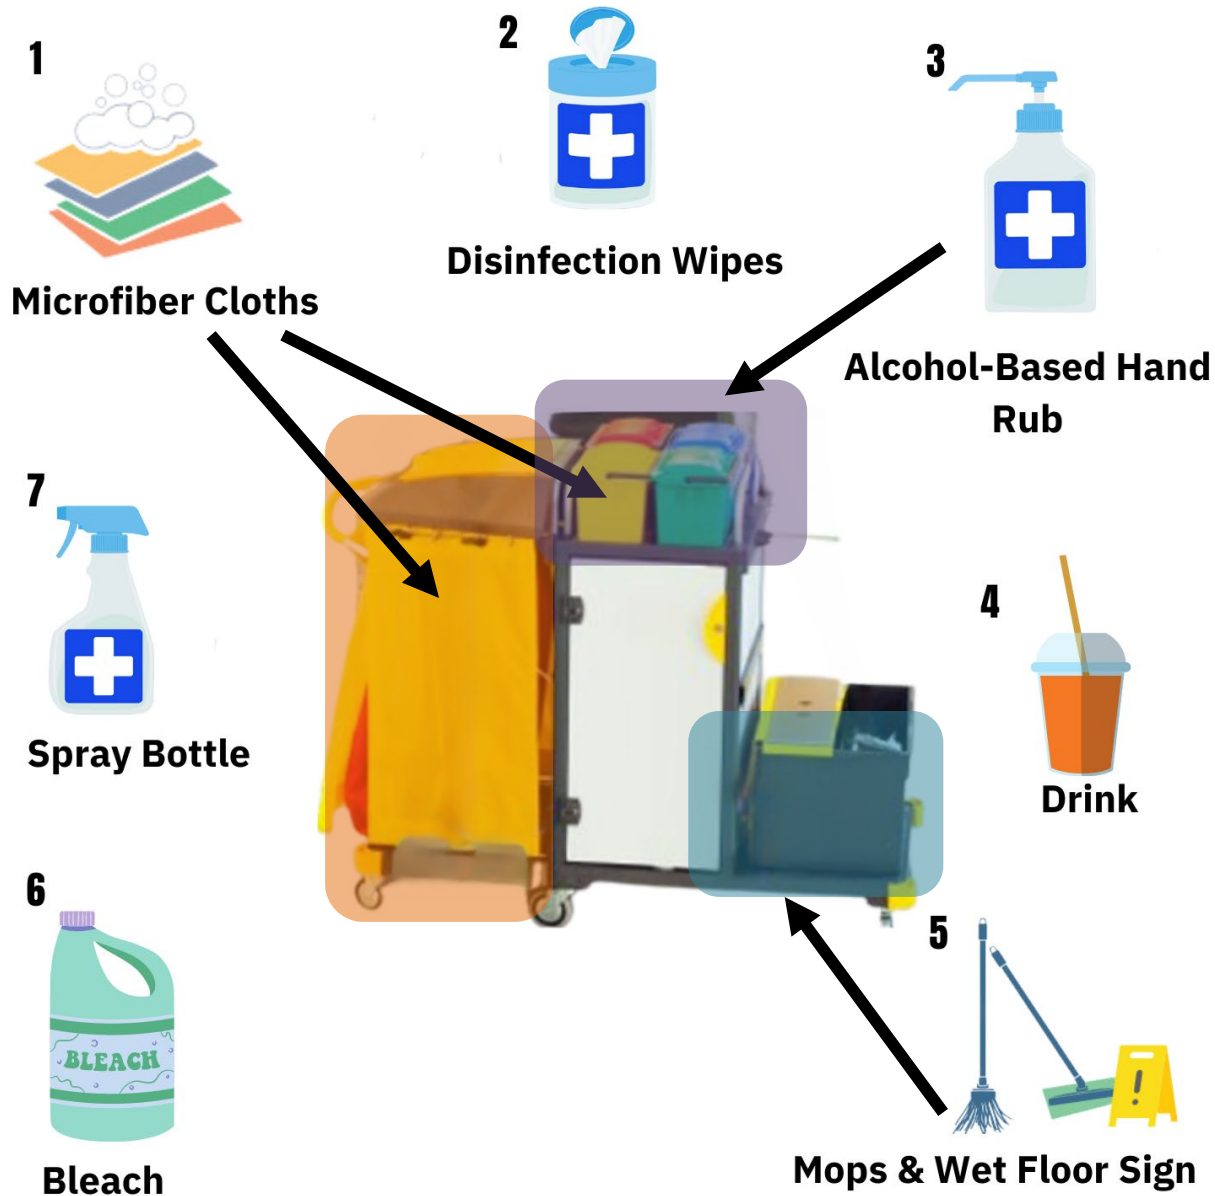 1
Microfiber Cloths
2
Disinfection Wipes
3
Alcohol-Based Hand
Rub
7
Spray Bottle
4
Drink
6
BLEACH
Bleach
5
!
Mops & Wet Floor Sign